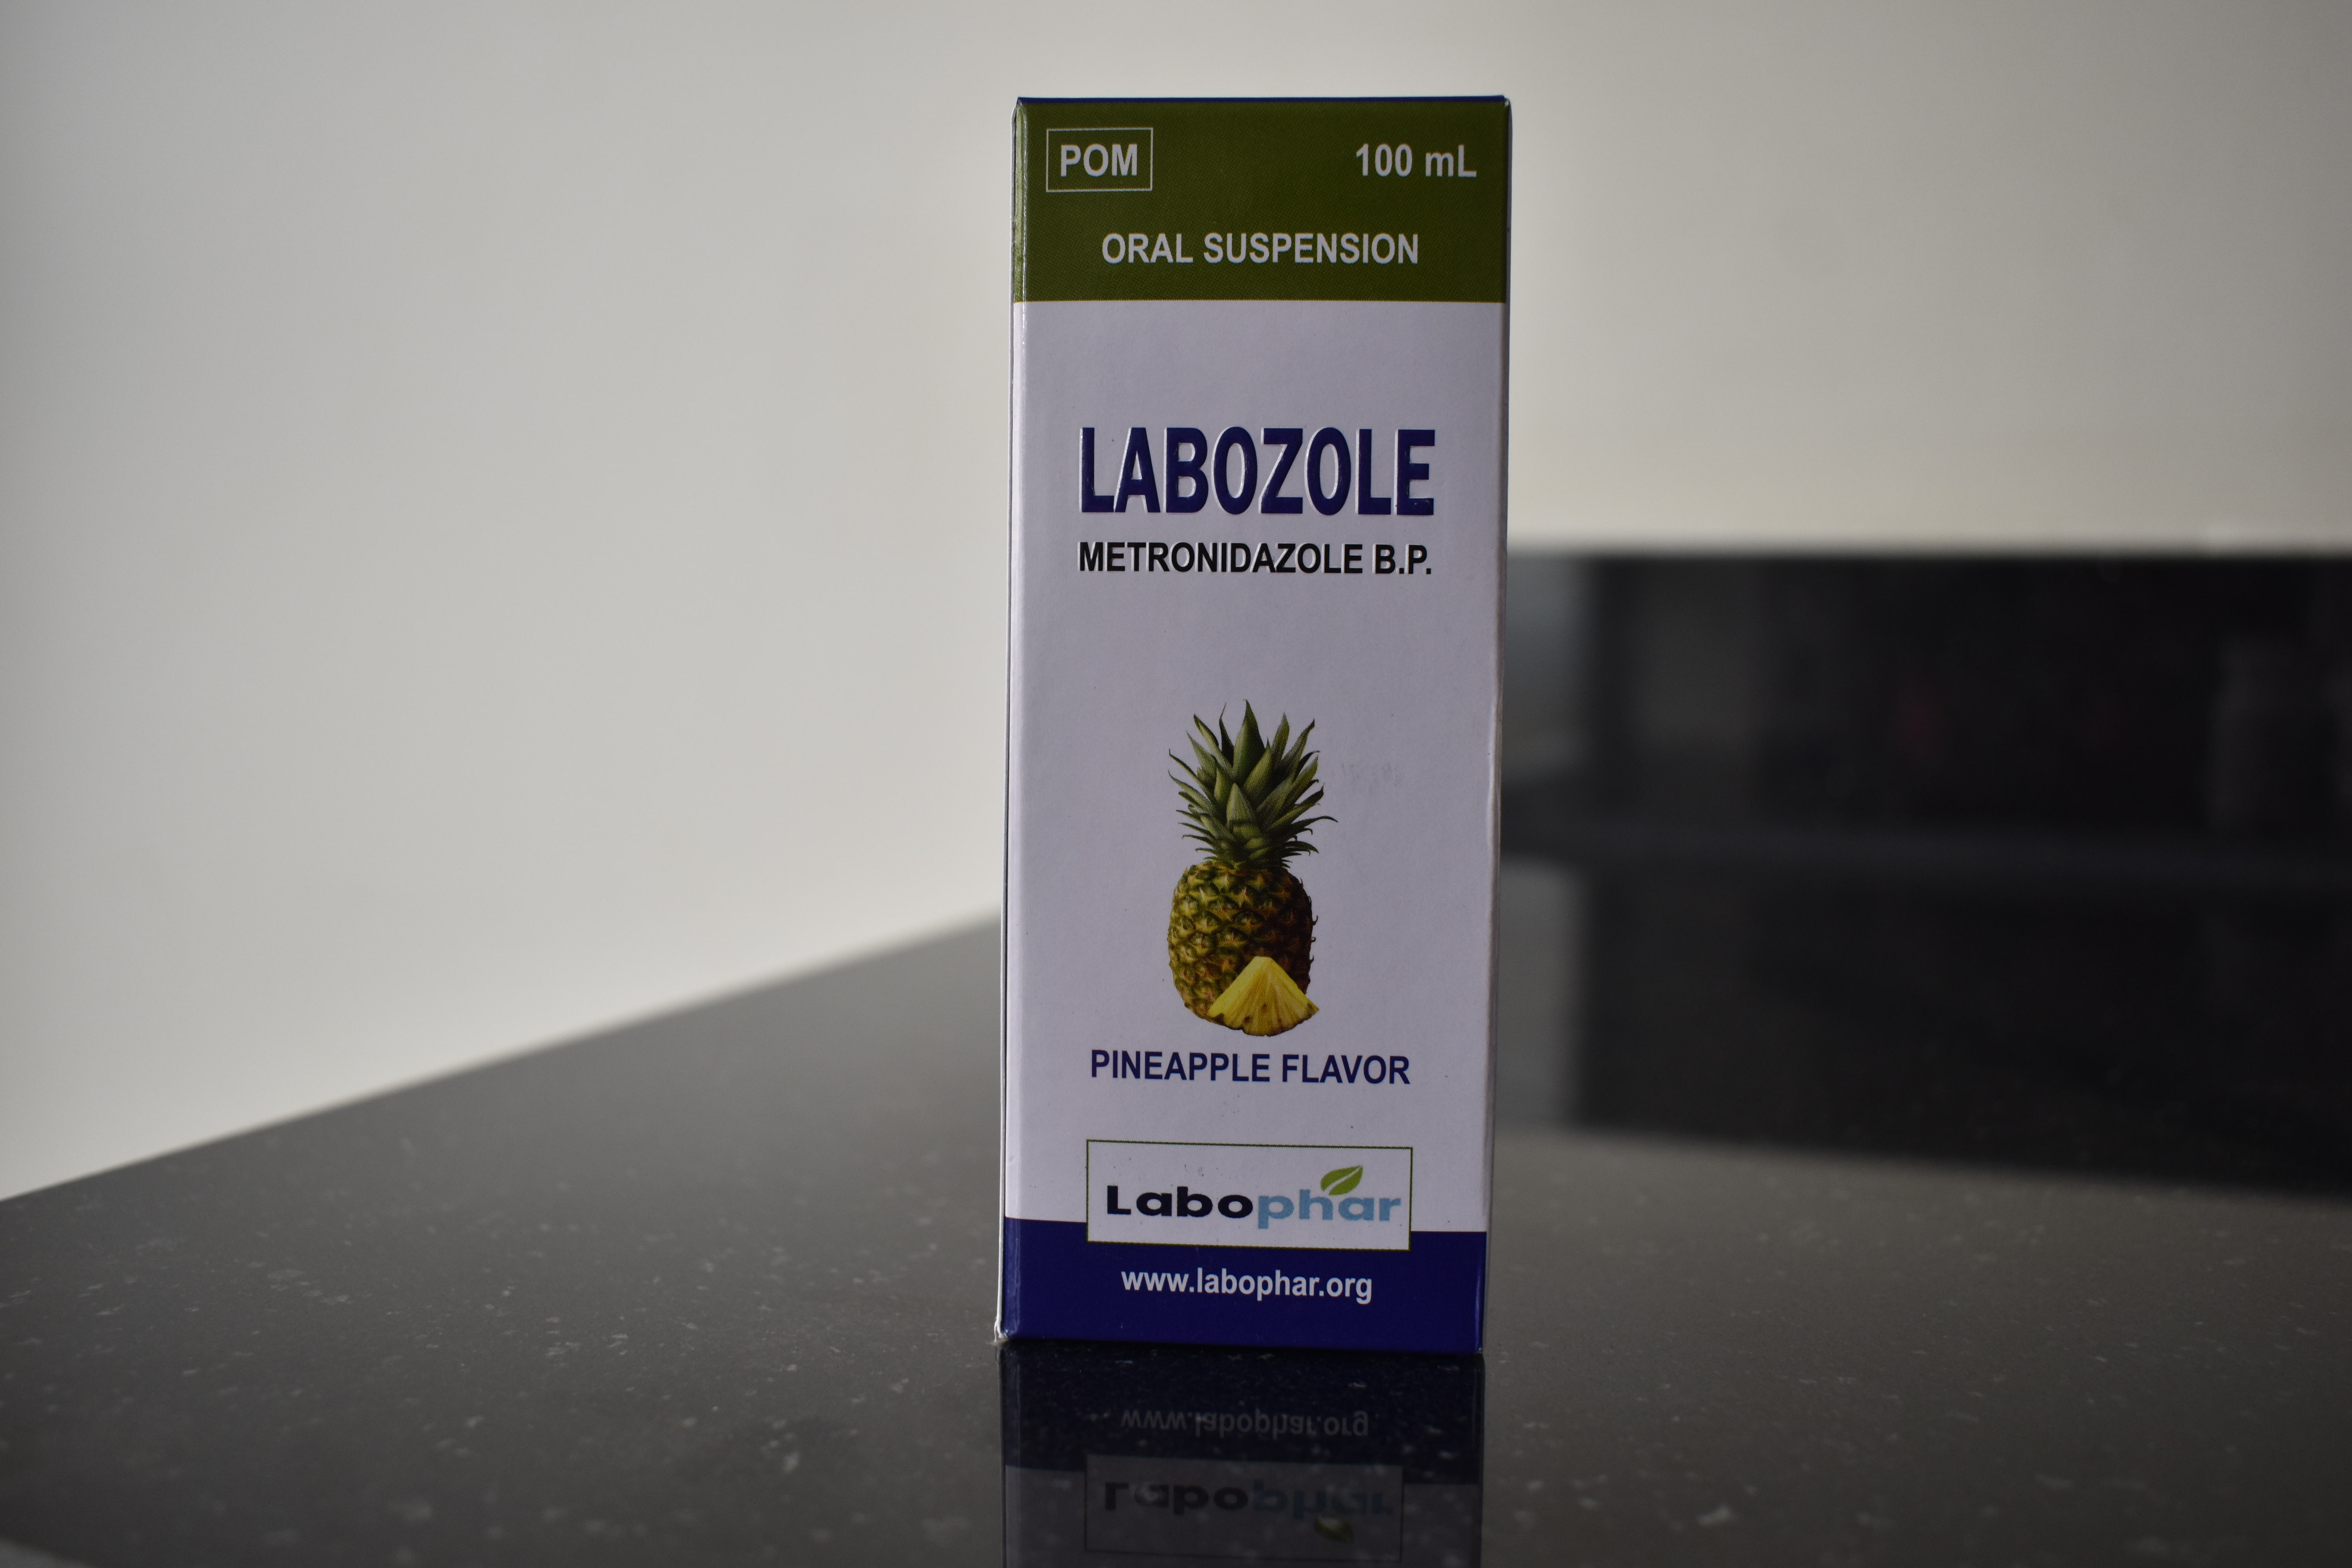 POM
100 mL
ORAL SUSPENSION
LABOZOLE
METRONIDAZOLE B.P.
PINEAPPLE FLAVOR
Labophar
www.labophar.org